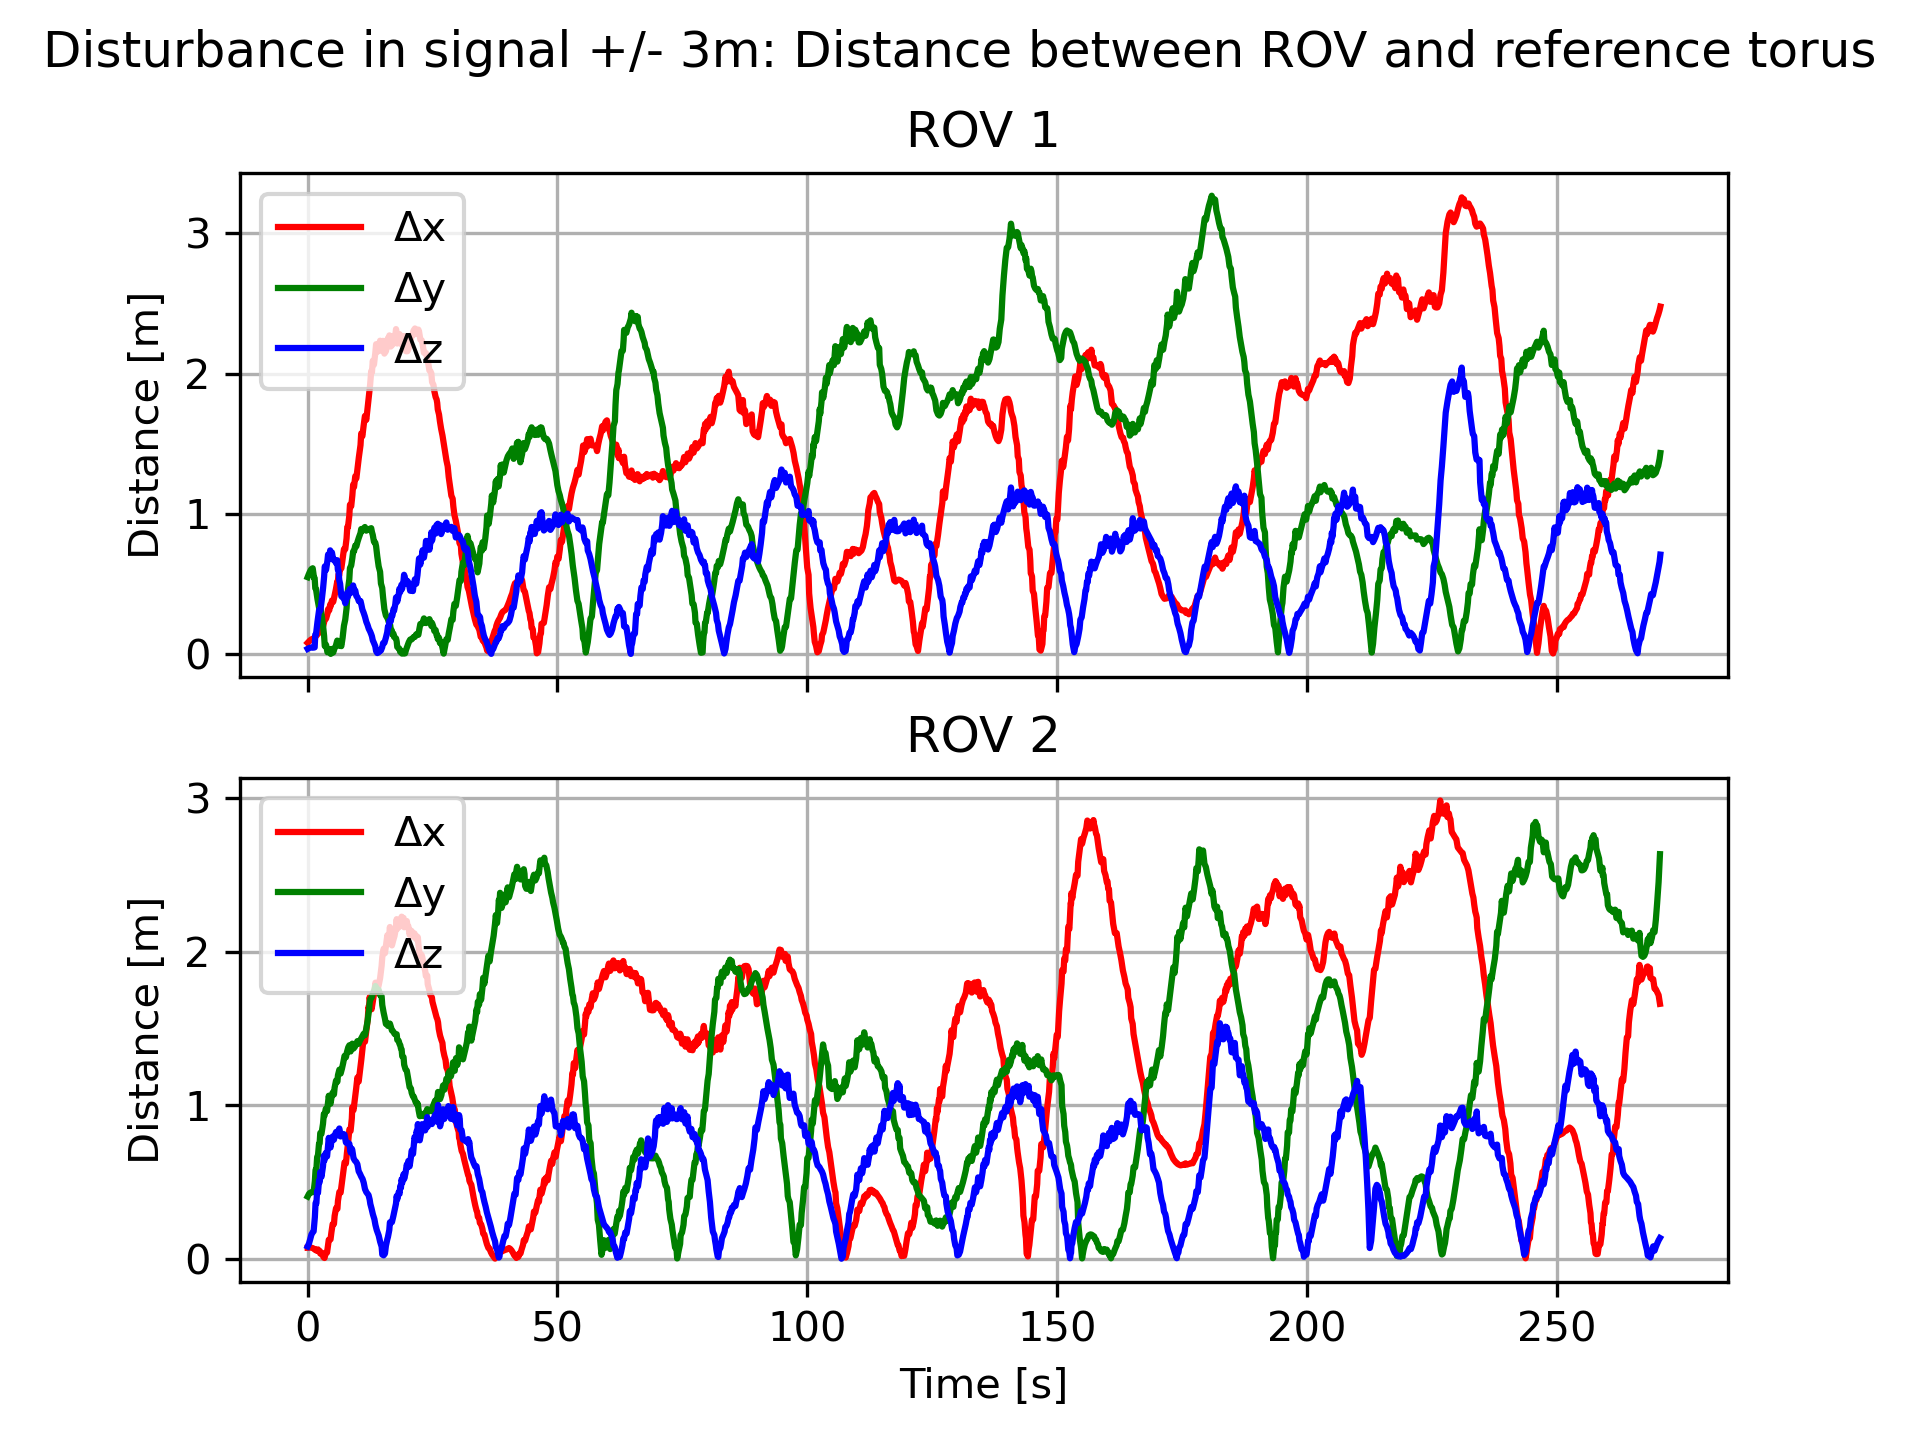 Disturbance in signal +/- 3m: Distance between ROV and reference torus
ROV 1
Distance [m]
3
2
1
0
Δx
Δy
Δz
ROV 2
Distance [m]
3
2
1
0
Δx
Δy
Δz
0 50 100 150 200 250
Time [s]